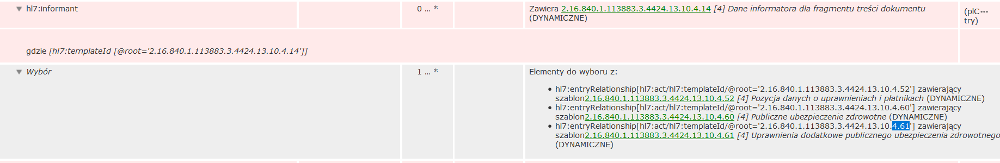 ▼ hl7:informant 0 … * Zawiera 2.16.840.1.113883.3.4424.13.10.4.14 [4] Dane informatora dla fragmentu treści dokumentu (plC⋯
(DYNAMICZNE) try)
gdzie [hl7:templateId [@root='2.16.840.1.113883.3.4424.13.10.4.14']]
▼ Wybór 1 … * Elementy do wyboru z:
• hl7:entryRelationship[hl7:act/hl7:templateId/@root='2.16.840.1.113883.3.4424.13.10.4.52'] zawierający
szablon2.16.840.1.113883.3.4424.13.10.4.52 [4] Pozycja danych o uprawnieniach i płatnikach (DYNAMICZNE)
• hl7:entryRelationship[hl7:act/hl7:templateId/@root='2.16.840.1.113883.3.4424.13.10.4.60'] zawierający
szablon2.16.840.1.113883.3.4424.13.10.4.60 [4] Publiczne ubezpieczenie zdrowotne (DYNAMICZNE)
• hl7:entryRelationship[hl7:act/hl7:templateId/@root='2.16.840.1.113883.3.4424.13.10.4.61'] zawierający
szablon2.16.840.1.113883.3.4424.13.10.4.61 [4] Uprawnienia dodatkowe publicznego ubezpieczenia zdrowotnego
(DYNAMICZNE)